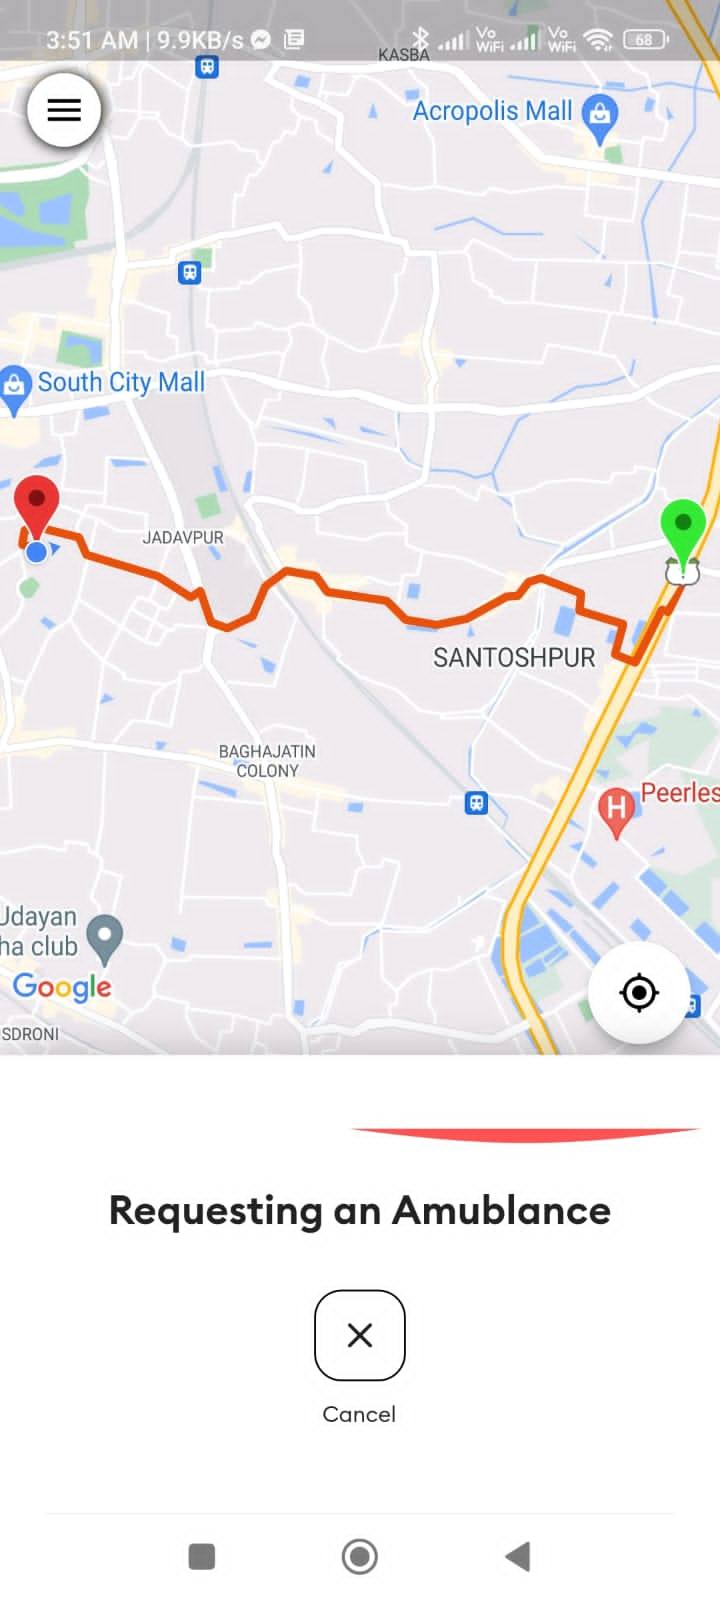 3:51 AM | 9.9KB/s
Vo
WiFi
Vo
WiFi
68
KASBA
Acropolis Mall
South City Mall
JADAVPUR
SANTOSHPUR
BAGHAJATIN
COLONY
H
Peerles
Udayan
ha club
Google
SDRONI
Requesting an Amublance
Cancel